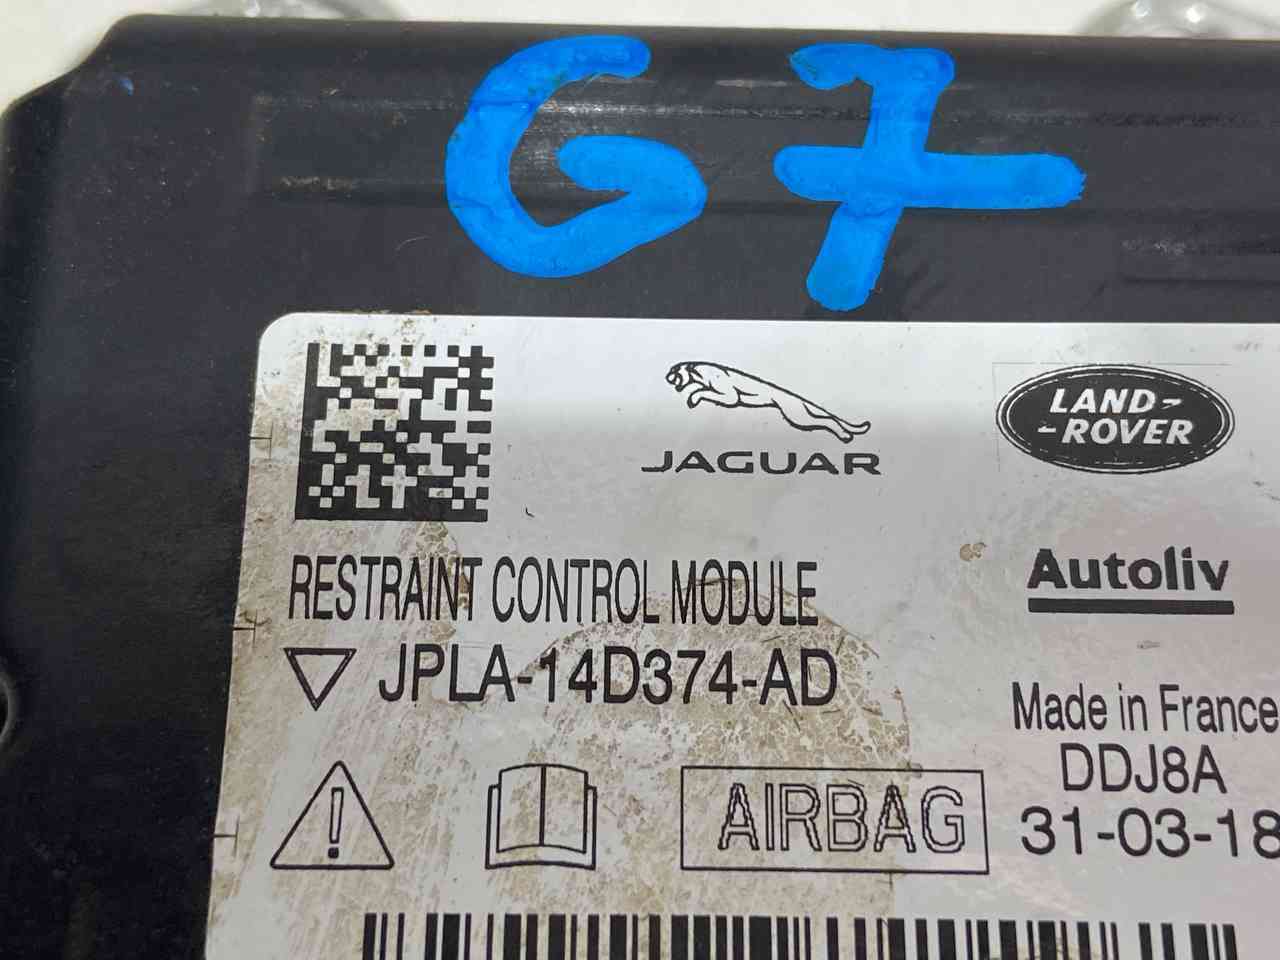 G7
JAGUAR
LAND-
-ROVER
RESTRAINT CONTROL MODULE
Autoliv
JPLA-14D374-AD
Made in France
DDJ8A
AIRBAG
31-03-18